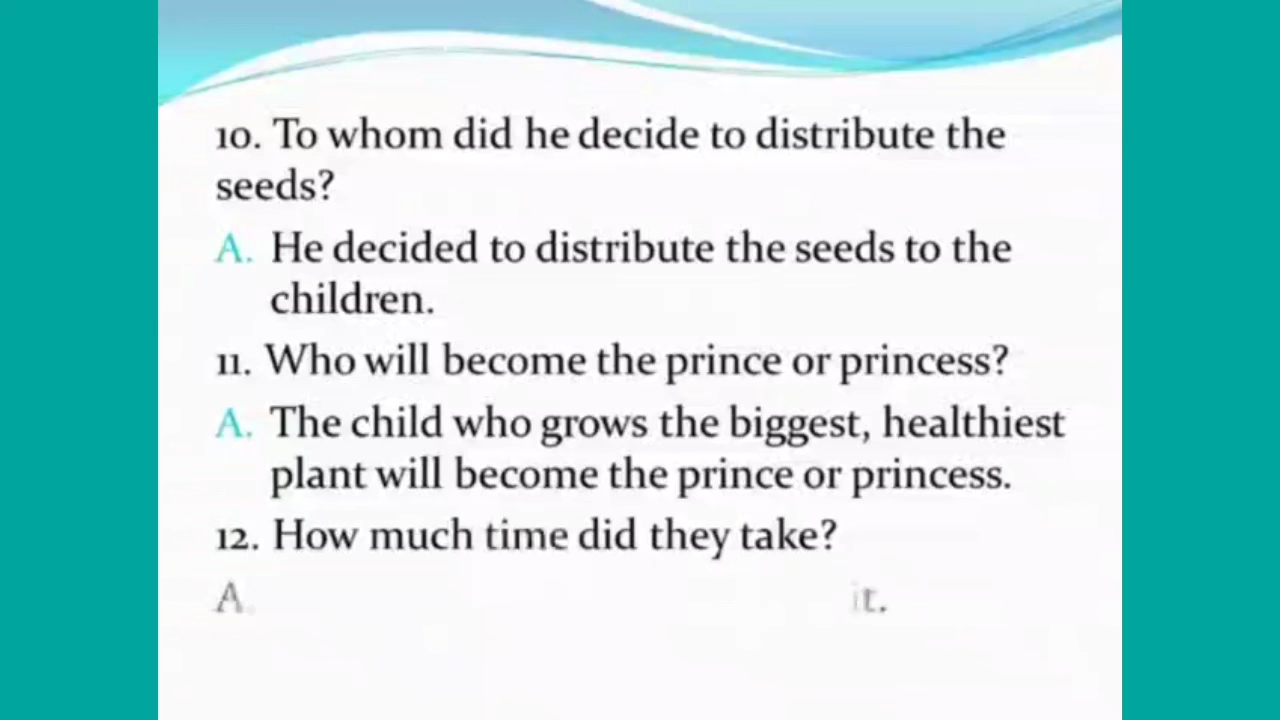 10. To whom did he decide to distribute the
seeds?
A. He decided to distribute the seeds to the
children.
11. Who will become the prince or princess?
A. The child who grows the biggest, healthiest
plant will become the prince or princess.
12. How much time did they take?
A. it.